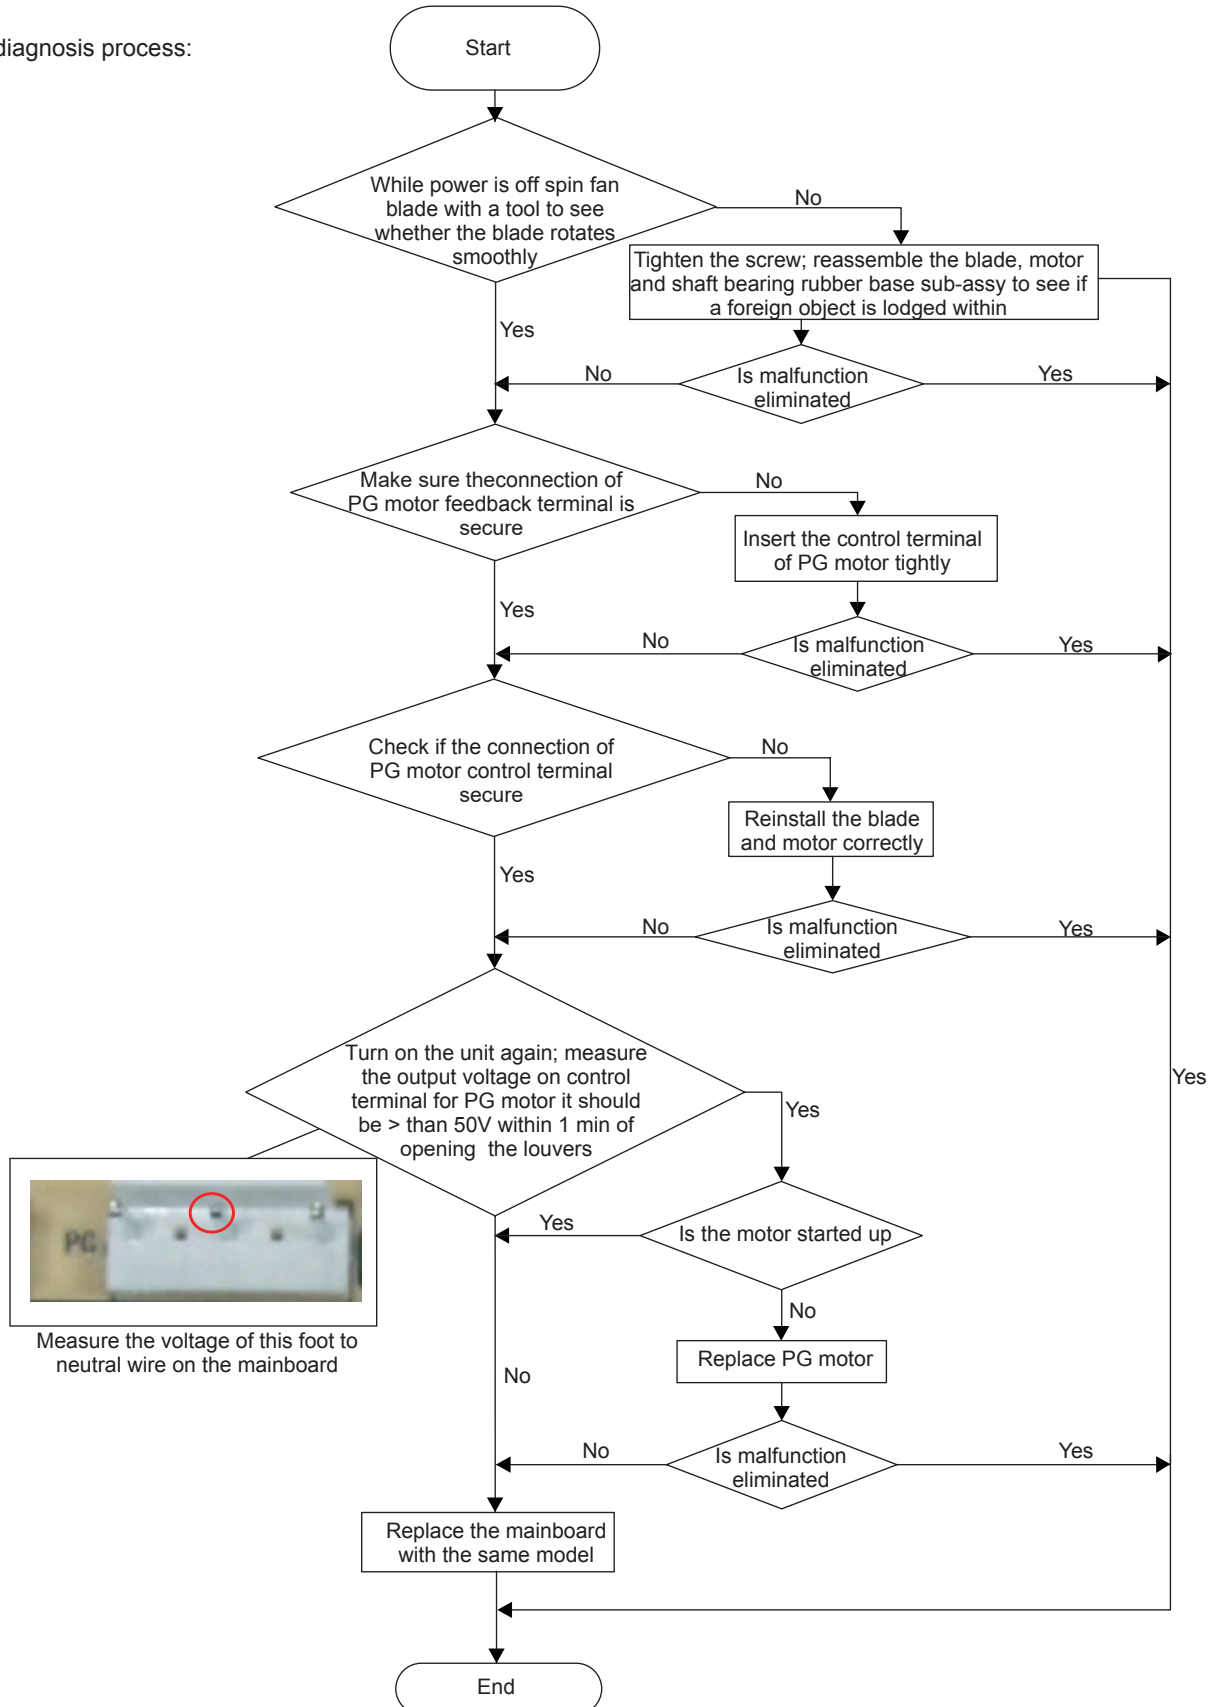 diagnosis process:
Start
While power is off spin fan
blade with a tool to see
whether the blade rotates
smoothly
No
Tighten the screw; reassemble the blade, motor
and shaft bearing rubber base sub-assy to see if
a foreign object is lodged within
Yes
No
Is malfunction
eliminated
Yes
Make sure theconnection of
PG motor feedback terminal is
secure
No
Insert the control terminal
of PG motor tightly
Yes
No
Is malfunction
eliminated
Yes
Check if the connection of
PG motor control terminal
secure
No
Reinstall the blade
and motor correctly
Yes
No
Is malfunction
eliminated
Yes
Turn on the unit again; measure
the output voltage on control
terminal for PG motor it should
be > than 50V within 1 min of
opening the louvers
Yes
Yes
PG
Measure the voltage of this foot to
neutral wire on the mainboard
Yes
Is the motor started up
No
Replace PG motor
No
No
Is malfunction
eliminated
Yes
Replace the mainboard
with the same model
End